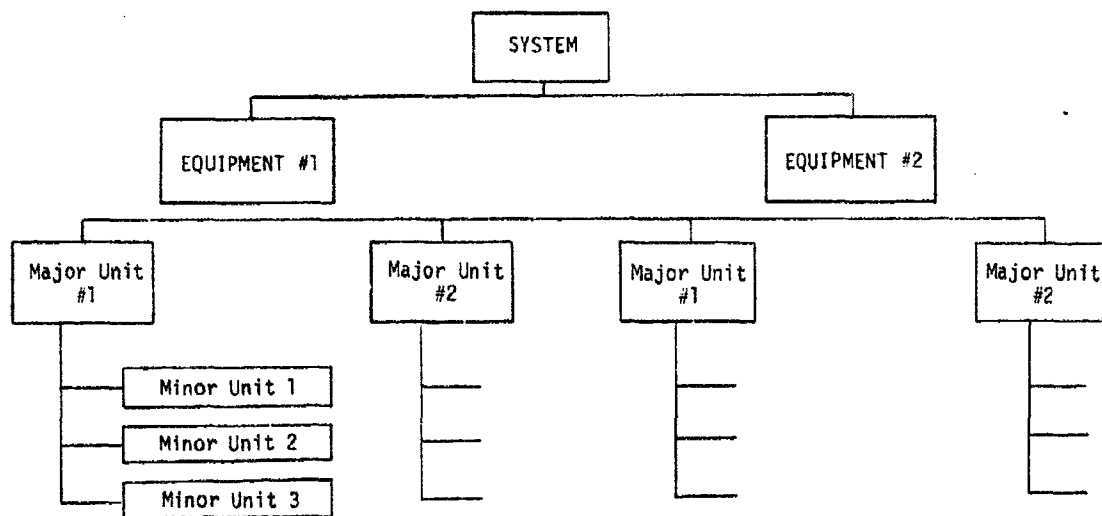 SYSTEM
EQUIPMENT #1
EQUIPMENT #2
Major Unit
#1
Major Unit
#2
Major Unit
#1
Major Unit
#2
Minor Unit 1
Minor Unit 2
Minor Unit 3